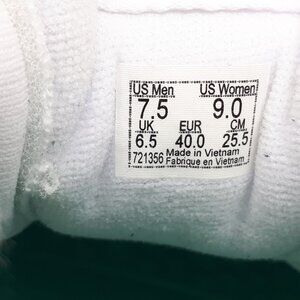 US Men US Women
7.5 9.0
UK EUR CM
6.5 40.0 25.5
721356 Made in Vietnam
Fabrique en Vietnam